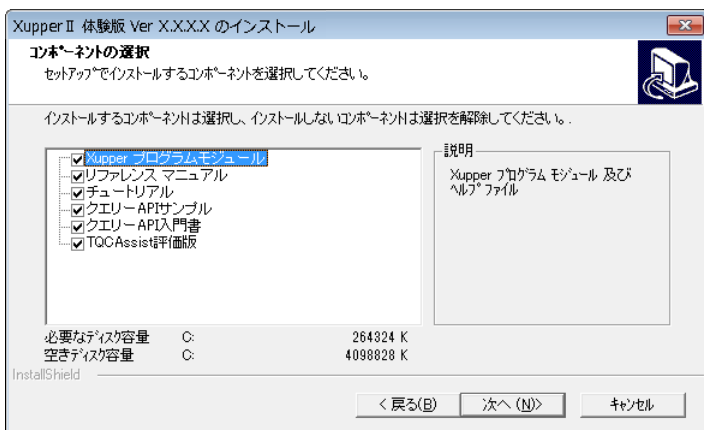 XupperⅡ 体験版 Ver X.X.X.X のインストール
ｺﾝﾎﾟｰﾈﾝﾄの選択
ｾｯﾄｱｯﾌﾟでｲﾝｽﾄｰﾙするｺﾝﾎﾟｰﾈﾝﾄを選択してください。
ｲﾝｽﾄｰﾙするｺﾝﾎﾟｰﾈﾝﾄは選択し、ｲﾝｽﾄｰﾙしないｺﾝﾎﾟｰﾈﾝﾄは選択を解除してください。.
Xupper プログラムモジュール
リファレンス マニュアル
チュートリアル
クエリーAPIサンプル
クエリーAPI入門書
TQCAssist評価版
説明
Xupper ﾌﾟﾛｸﾞﾗﾑ ﾓｼﾞｭｰﾙ 及び
ﾍﾙﾌﾟ ﾌｧｲﾙ
必要なﾃﾞｨｽｸ容量 C: 264324 K
空きﾃﾞｨｽｸ容量 C: 4098828 K
InstallShield
< 戻る(B) 次へ (N)> ｷｬﾝｾﾙ